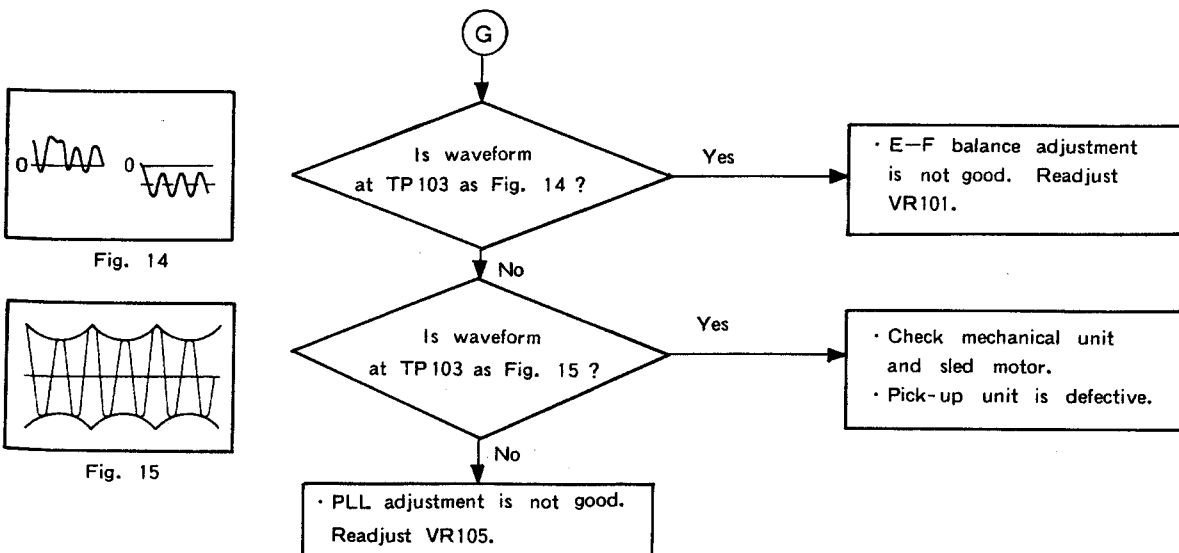 G
0 0
Fig. 14
Is waveform
at TP103 as Fig. 14 ?
Yes
· E-F balance adjustment
is not good. Readjust
VR101.
No
Fig. 15
Is waveform
at TP103 as Fig. 15 ?
Yes
· Check mechanical unit
and sled motor.
· Pick-up unit is defective.
No
· PLL adjustment is not good.
Readjust VR105.